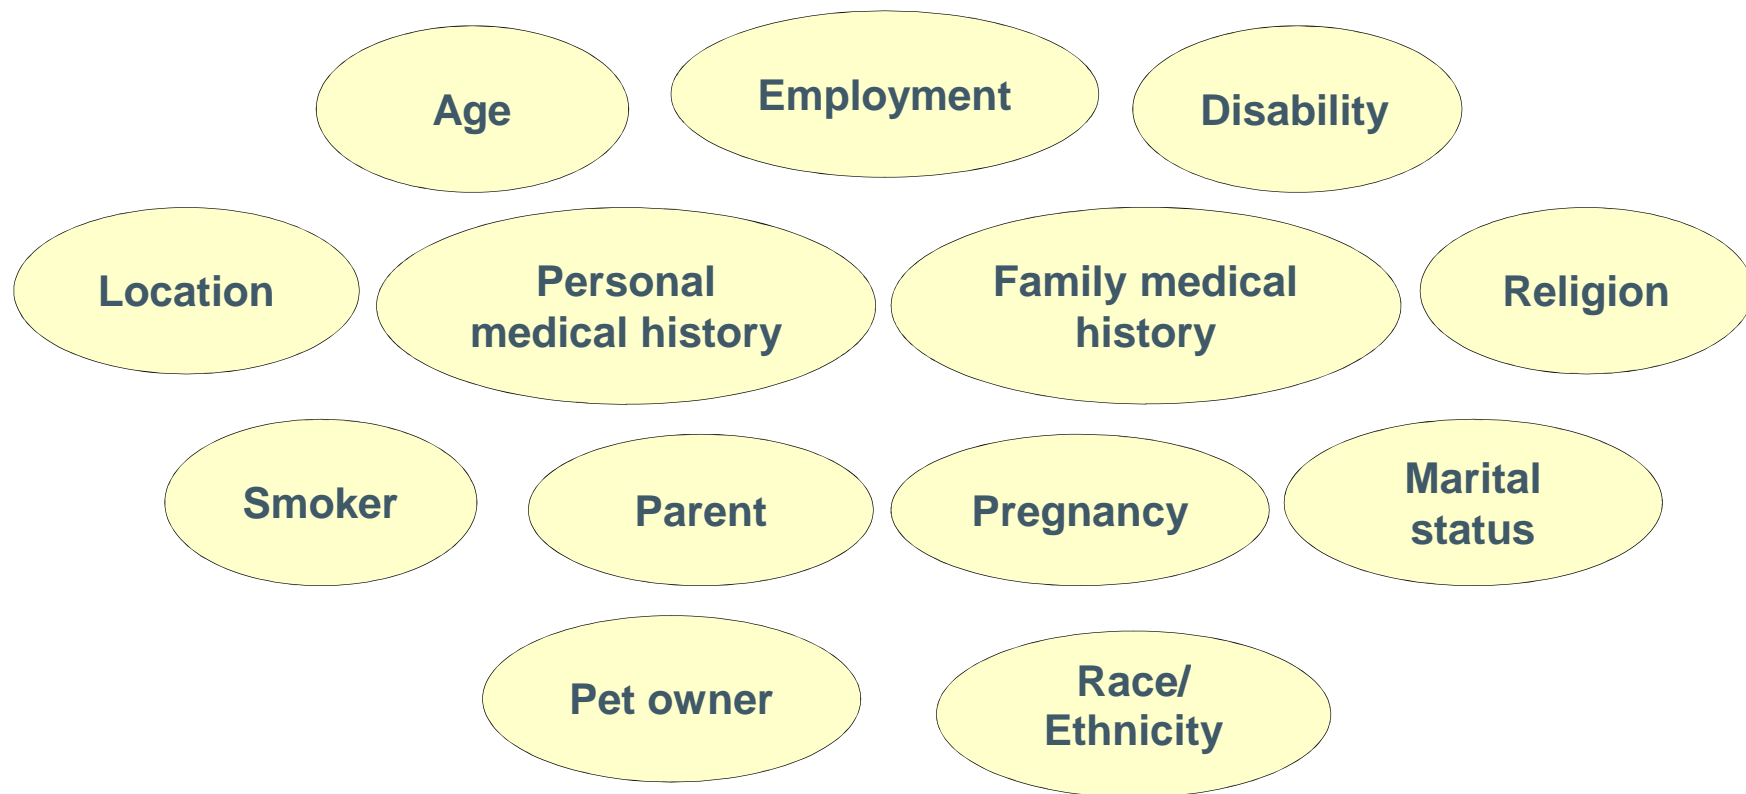 Age
Employment
Disability
Location
Personal
medical history
Family medical
history
Religion
Smoker
Parent
Pregnancy
Marital
status
Pet owner
Race/
Ethnicity